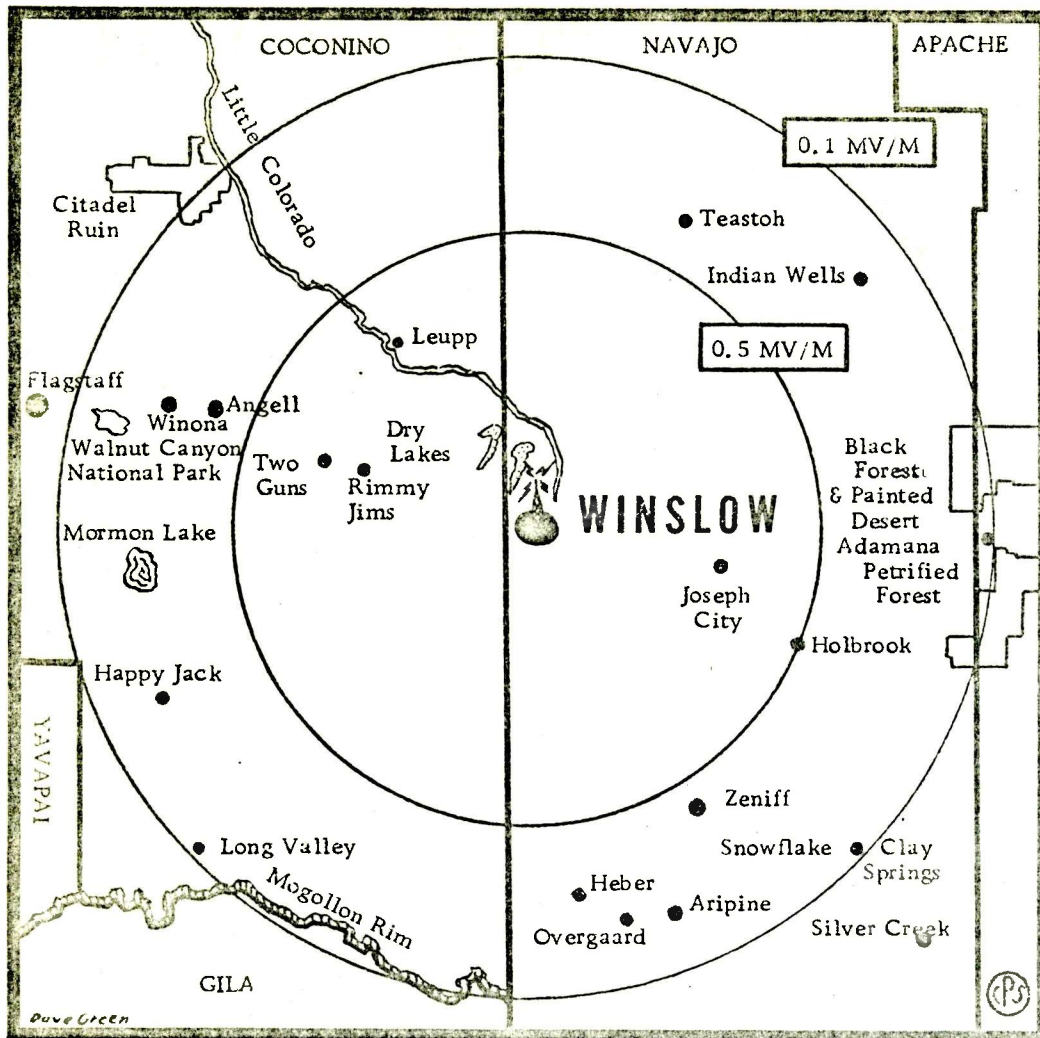 COCONINO
NAVAJO
APACHE
0.1 MV/M
Little Colorado
Citadel
Ruin
Teastoh
Indian Wells
Leupp
0.5 MV/M
Flagstaff
Winona
Angell
Walnut Canyon
National Park
Two
Guns
Rimmy
Jims
Dry
Lakes
Black
Forest
& Painted
Desert
Adamana
Petrified
Forest
WINSLOW
Mormon Lake
Joseph
City
Holbrook
Happy Jack
YAVAPAI
Zeniff
Long Valley
Snowflake
Clay
Springs
Mogollon Rim
Heber
Aripine
Overgaard
Silver Creek
GILA
CPS
Dave Green